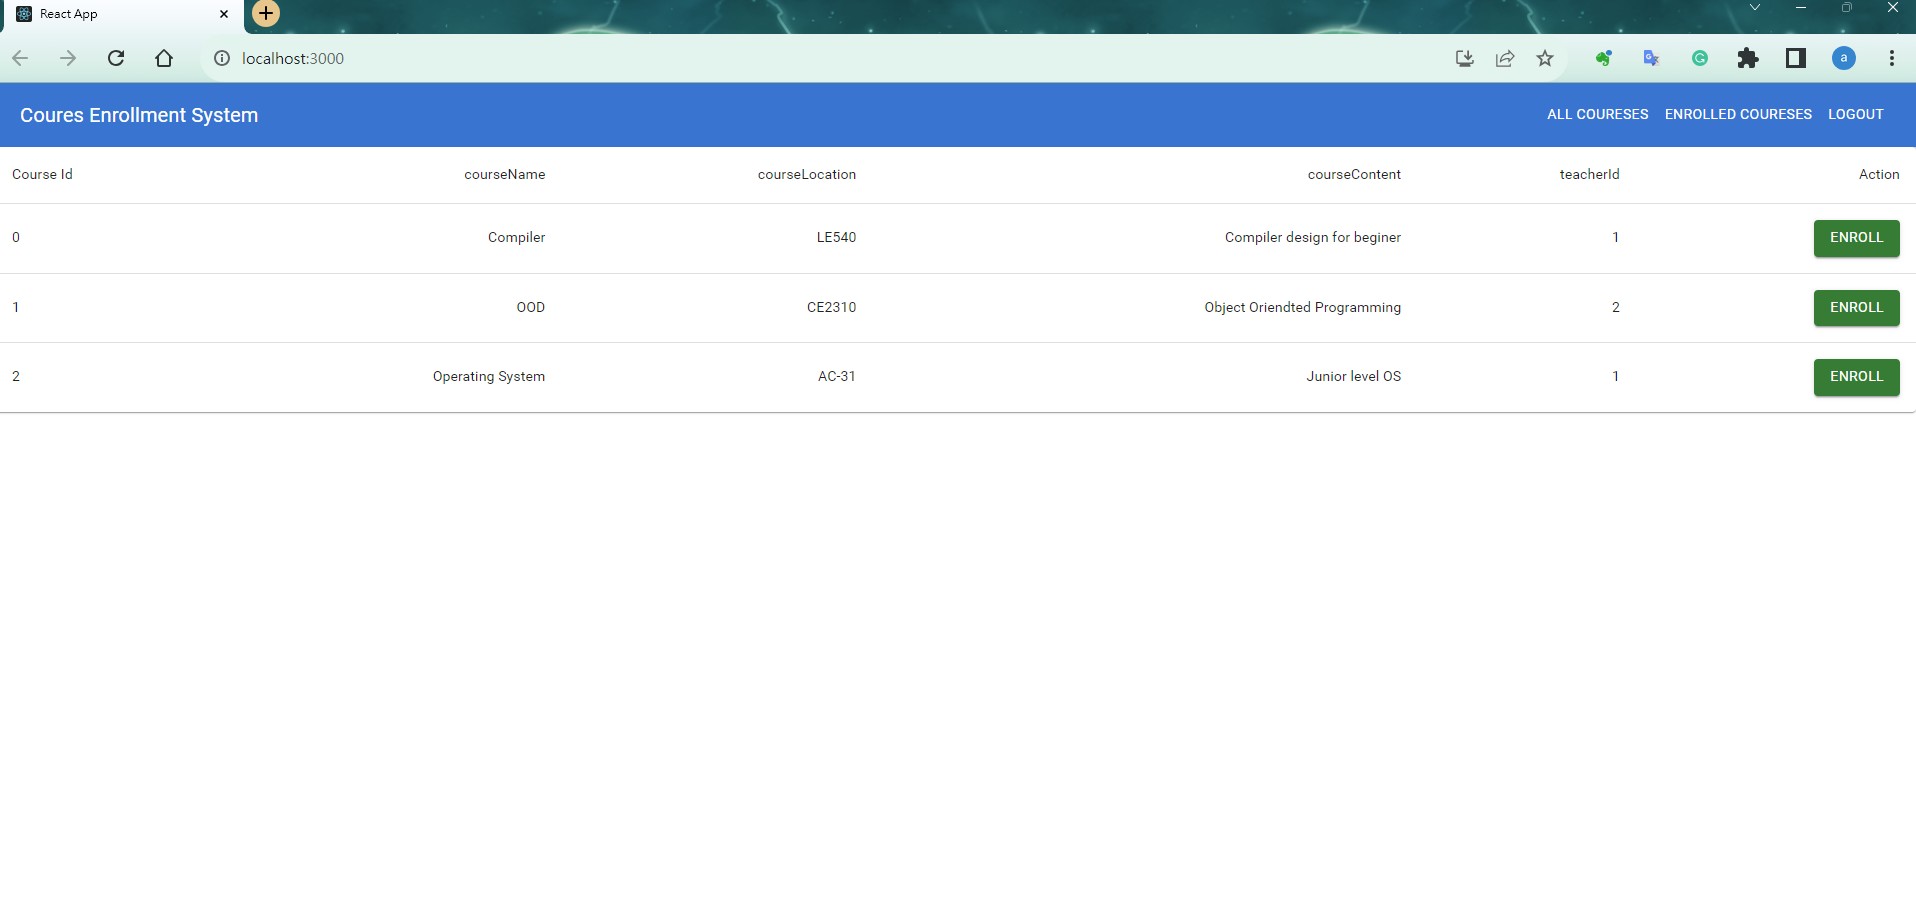 React App
localhost:3000
a
Coures Enrollment System ALL COURESES ENROLLED COURESES LOGOUT
Course Id courseName courseLocation courseContent teacherId Action
0 Compiler LE540 Compiler design for beginer 1 ENROLL
1 OOD CE2310 Object Oriendted Programming 2 ENROLL
2 Operating System AC-31 Junior level OS 1 ENROLL